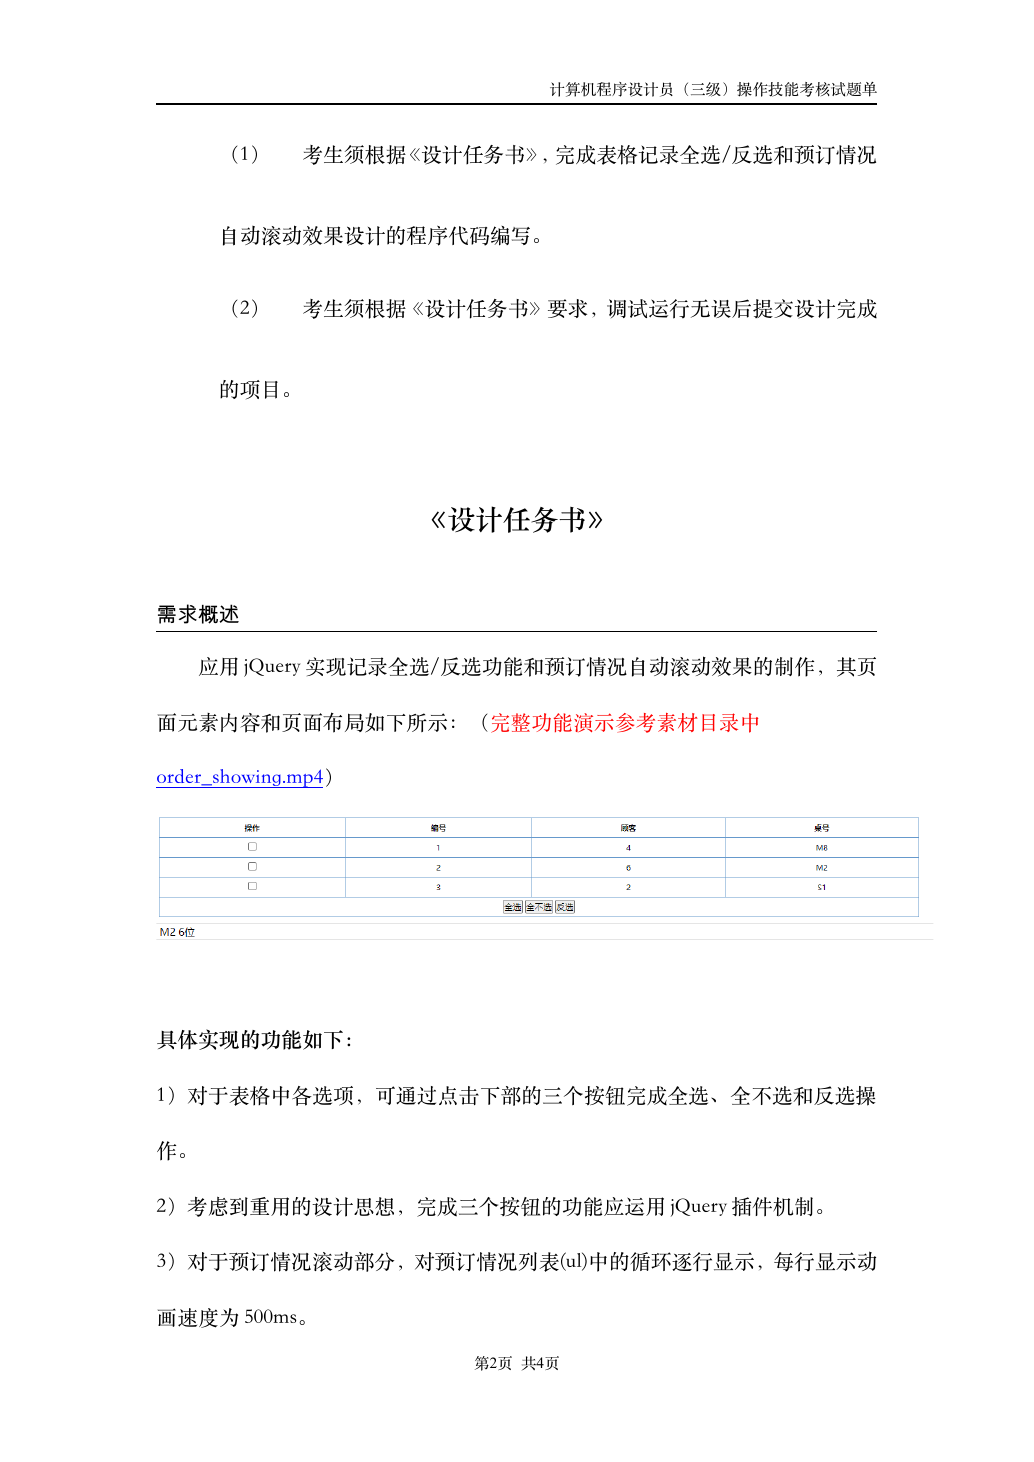 计算机程序设计员（三级）操作技能考核试题单
（1） 考生须根据《设计任务书》，完成表格记录全选/反选和预订情况
自动滚动效果设计的程序代码编写。
（2） 考生须根据《设计任务书》要求，调试运行无误后提交设计完成
的项目。
《设计任务书》
需求概述
应用 jQuery 实现记录全选/反选功能和预订情况自动滚动效果的制作，其页
面元素内容和页面布局如下所示：（完整功能演示参考素材目录中
order_showing.mp4）
操作 编号 顾客 桌号
1 4 M8
2 6 M2
3 2 S1
全选 全不选 反选
M2 6位
具体实现的功能如下：
1）对于表格中各选项，可通过点击下部的三个按钮完成全选、全不选和反选操
作。
2）考虑到重用的设计思想，完成三个按钮的功能应运用 jQuery 插件机制。
3）对于预订情况滚动部分，对预订情况列表(ul)中的循环逐行显示，每行显示动
画速度为 500ms。
第2页 共4页